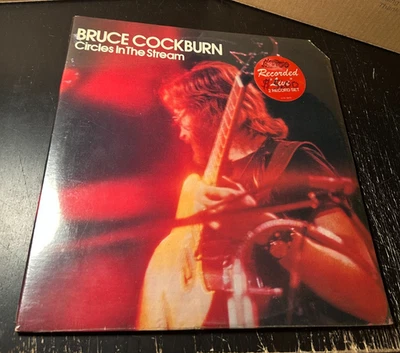 BRUCE COCKBURN
Circles In The Stream
Recorded
Live
2 RECORD SET